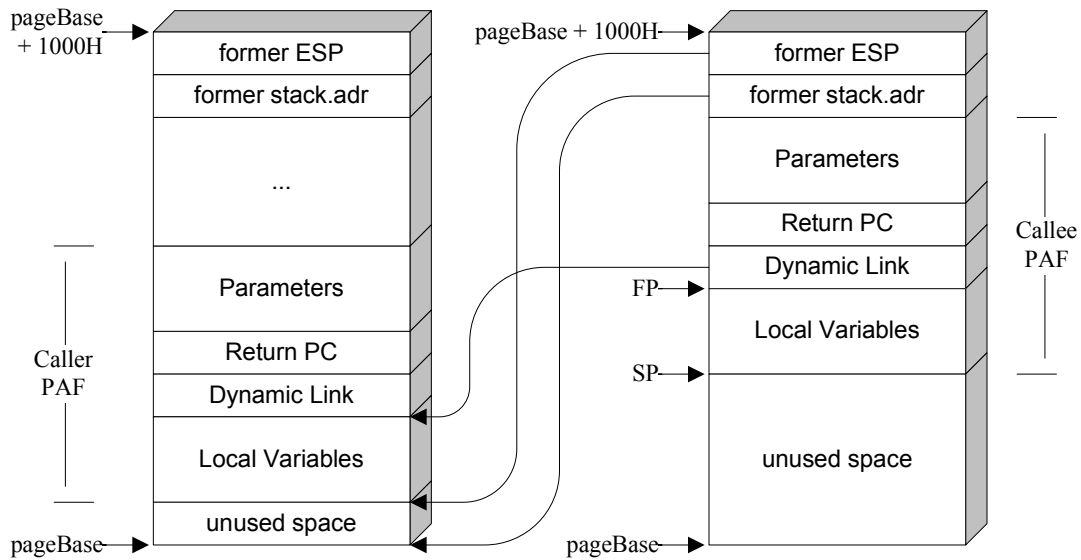 pageBase
+ 1000H
former ESP
former stack.adr
...
Parameters
Return PC
Dynamic Link
Local Variables
unused space
Caller
PAF
pageBase
pageBase + 1000H
former ESP
former stack.adr
Parameters
Return PC
Dynamic Link
FP
Local Variables
SP
unused space
Callee
PAF
pageBase